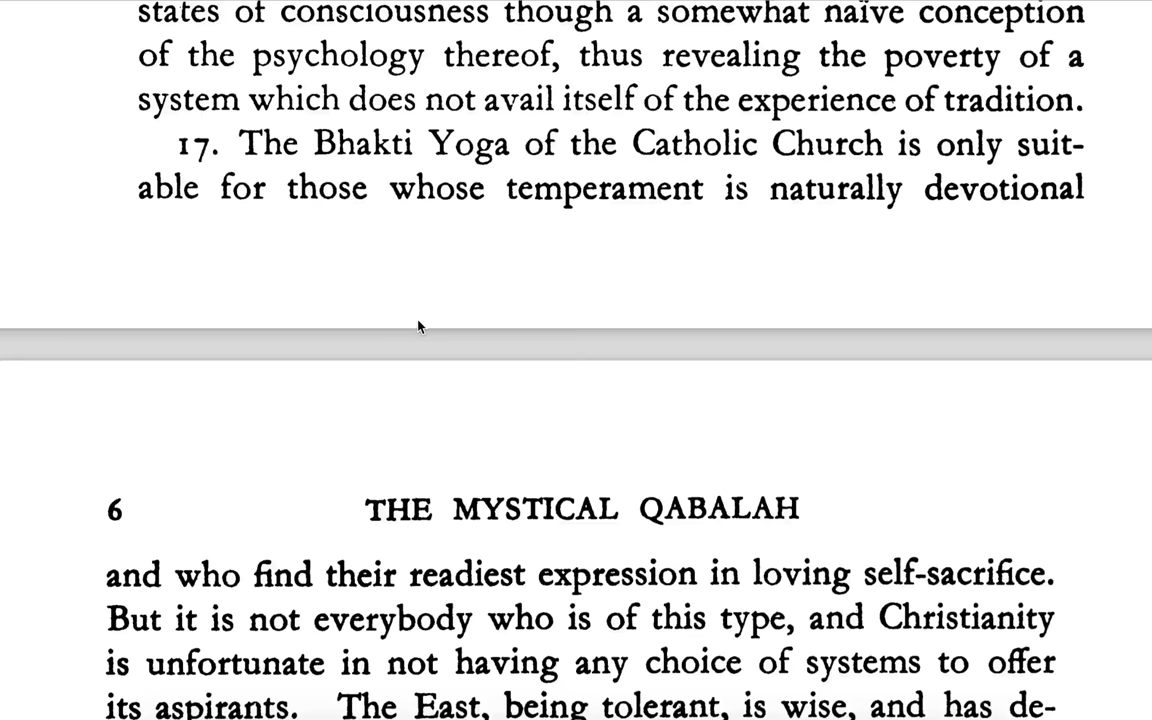 states of consciousness though a somewhat naïve conception
of the psychology thereof, thus revealing the poverty of a
system which does not avail itself of the experience of tradition.
17. The Bhakti Yoga of the Catholic Church is only suit-
able for those whose temperament is naturally devotional
6 THE MYSTICAL QABALAH
and who find their readiest expression in loving self-sacrifice.
But it is not everybody who is of this type, and Christianity
is unfortunate in not having any choice of systems to offer
its aspirants. The East, being tolerant, is wise, and has de-